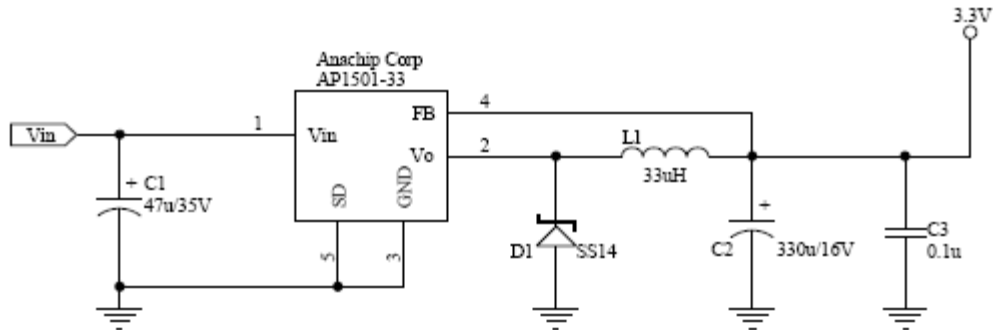 3.3V
Anachip Corp
AP1501-33
Vin
1
Vin
FB
4
Vo
2
L1
33uH
SD
GND
5
3
+
C1
47u/35V
D1
SS14
+
C2
330u/16V
C3
0.1u